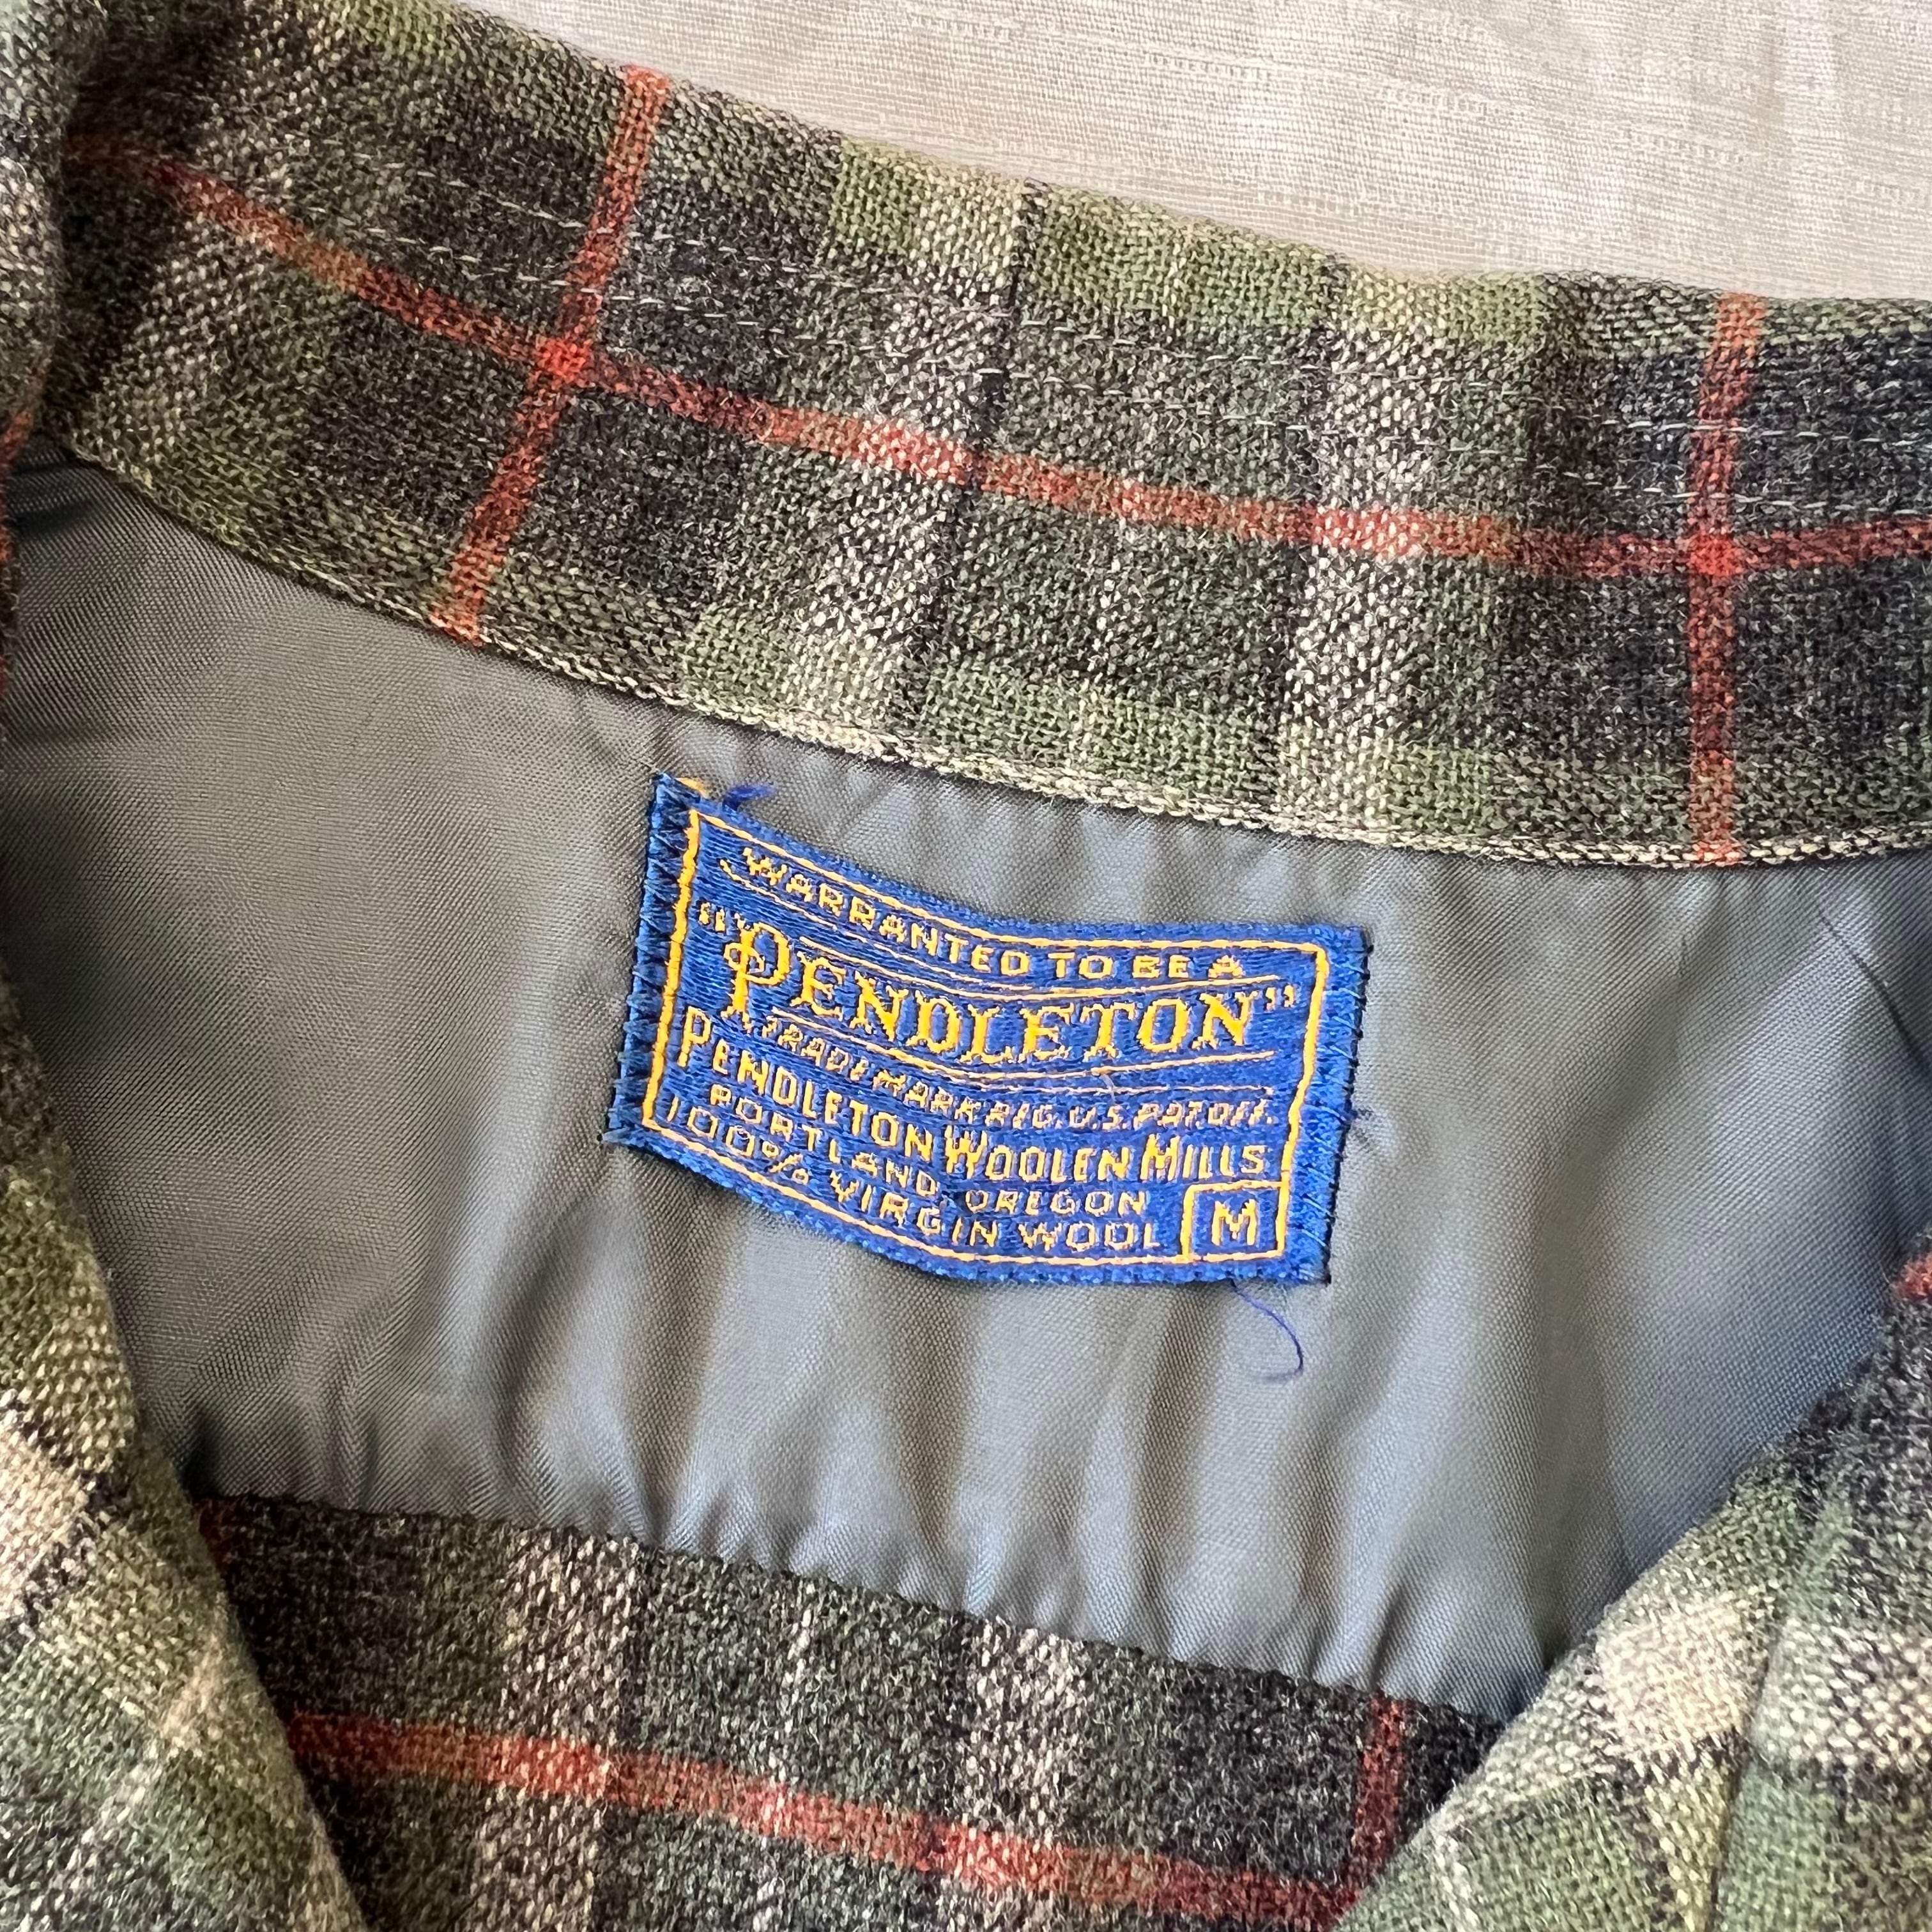 WARRANTED TO BE A
"PENDLETON"
TRADE MARK REG. U.S. PAT. OFF.
PENDLETON WOOLEN MILLS
PORTLAND, OREGON
100% VIRGIN WOOL M